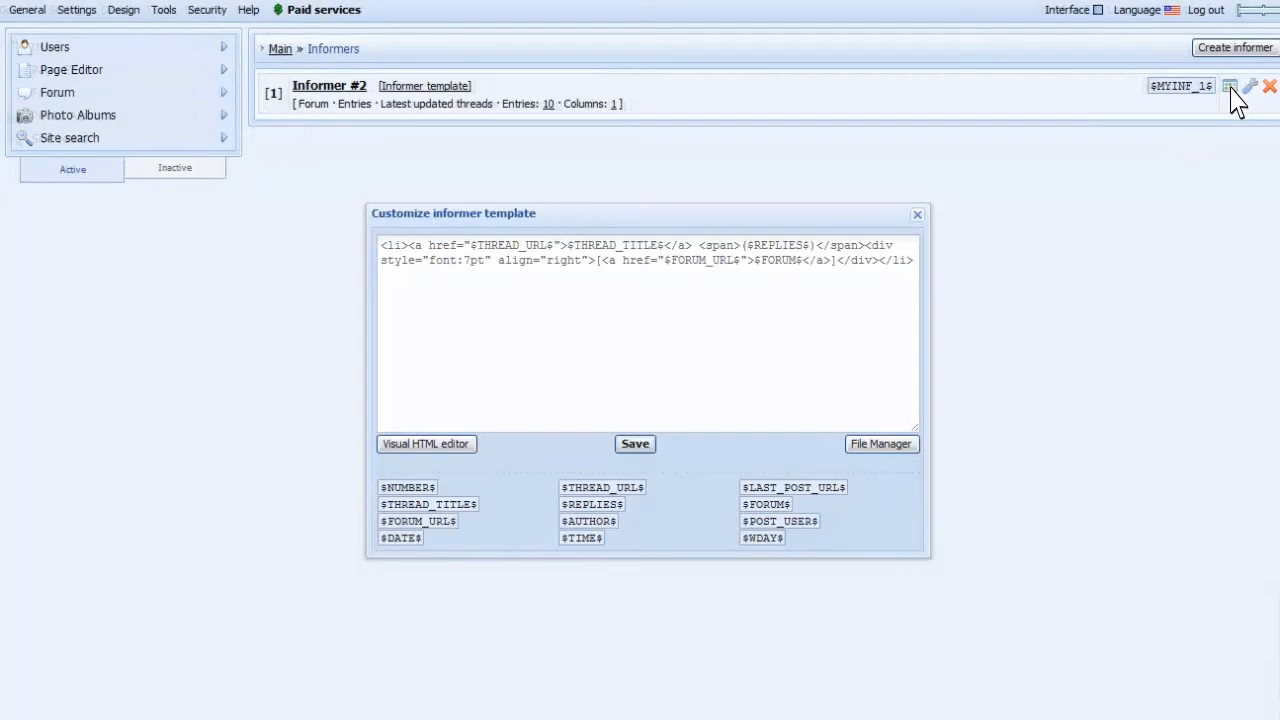 General Settings Design Tools Security Help Paid services Interface Language Log out
Users
Page Editor
Forum
Photo Albums
Site search
Active Inactive
Main » Informers Create informer
[1] Informer #2 [Informer template] $MYINF_1$
[ Forum · Entries · Latest updated threads · Entries: 10 · Columns: 1 ]
Customize informer template
<li><a href="$THREAD_URL$">$THREAD_TITLE$</a> <span>($REPLIES$)</span><div
style="font:7pt" align="right">[<a href="$FORUM_URL$">$FORUM$</a>]</div></li>
Visual HTML editor Save File Manager
$NUMBER$ $THREAD_URL$ $LAST_POST_URL$
$THREAD_TITLE$ $REPLIES$ $FORUM$
$FORUM_URL$ $AUTHOR$ $POST_USER$
$DATE$ $TIME$ $WDAY$